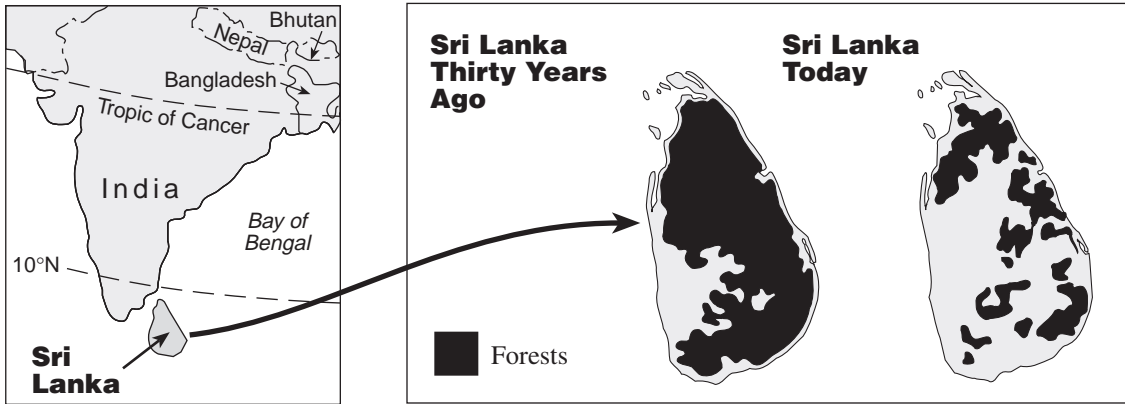 Bhutan
Nepal
Bangladesh
Tropic of Cancer
India
Bay of
Bengal
10°N
Sri
Lanka
Sri Lanka
Thirty Years
Ago
Sri Lanka
Today
Forests